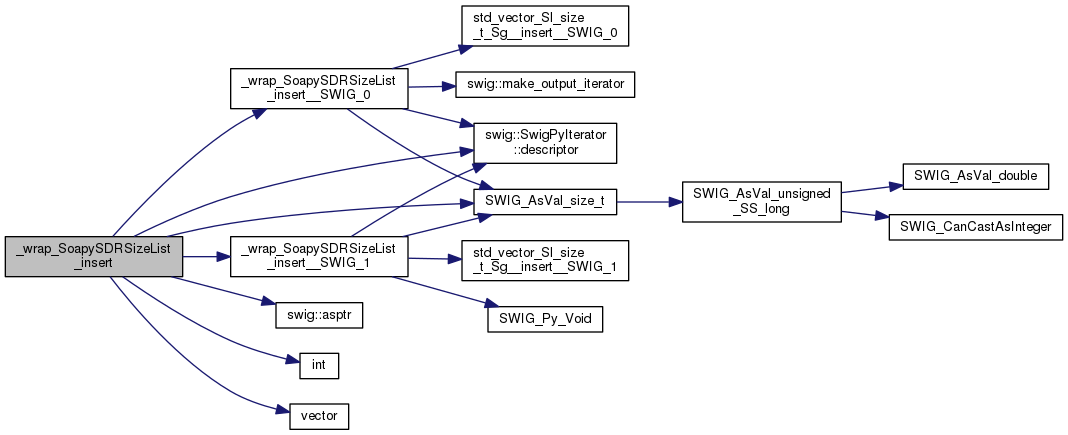 _wrap_SoapySDRSizeList
_insert
_wrap_SoapySDRSizeList
_insert__SWIG_0
_wrap_SoapySDRSizeList
_insert__SWIG_1
swig::asptr
int
vector
std_vector_Sl_size
_t_Sg__insert__SWIG_0
swig::make_output_iterator
swig::SwigPyIterator
::descriptor
SWIG_AsVal_size_t
std_vector_Sl_size
_t_Sg__insert__SWIG_1
SWIG_Py_Void
SWIG_AsVal_unsigned
_SS_long
SWIG_AsVal_double
SWIG_CanCastAsInteger